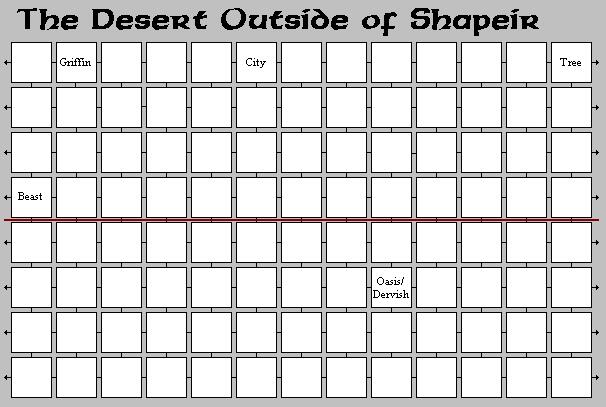 The Desert Outside of Shapeir
Griffin
City
Tree
Beast
Oasis/
Dervish